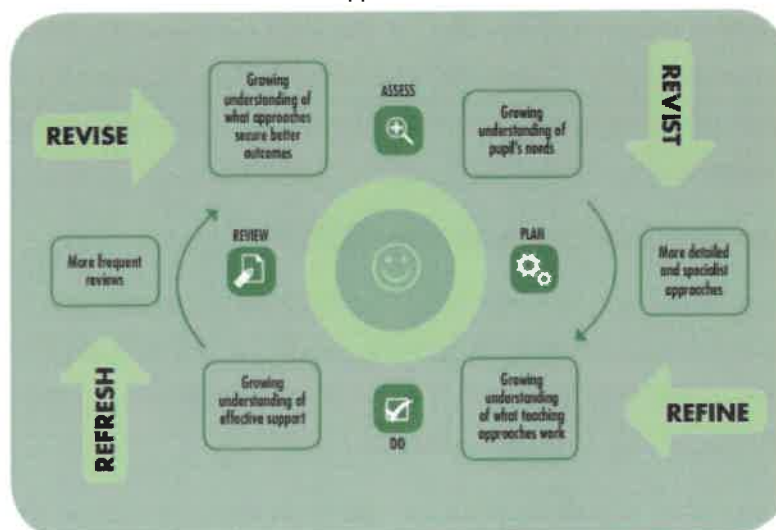 REVISE
Growing
understanding of
what approaches
secure better
outcomes
ASSESS
Growing
understanding of
pupil's needs
REVIST
More frequent
reviews
REVIEW
PLAN
More detailed
and specialist
approaches
REFRESH
Growing
understanding of
effective support
DO
Growing
understanding
of what teaching
approaches work
REFINE